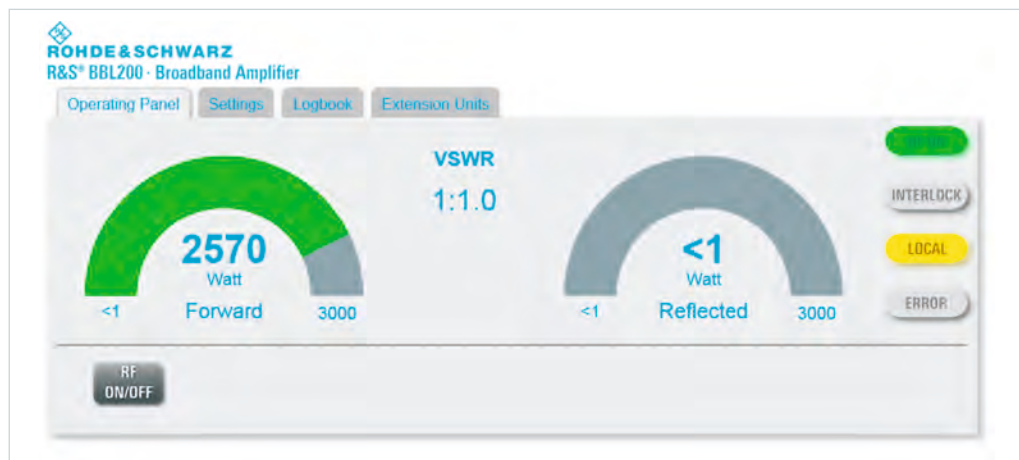 ROHDE&SCHWARZ
R&S® BBL200 · Broadband Amplifier
Operating Panel
Settings
Logbook
Extension Units
VSWR
1:1.0
2570
Watt
Forward
<1
3000
<1
Watt
Reflected
<1
3000
INTERLOCK
LOCAL
ERROR
RF
ON/OFF